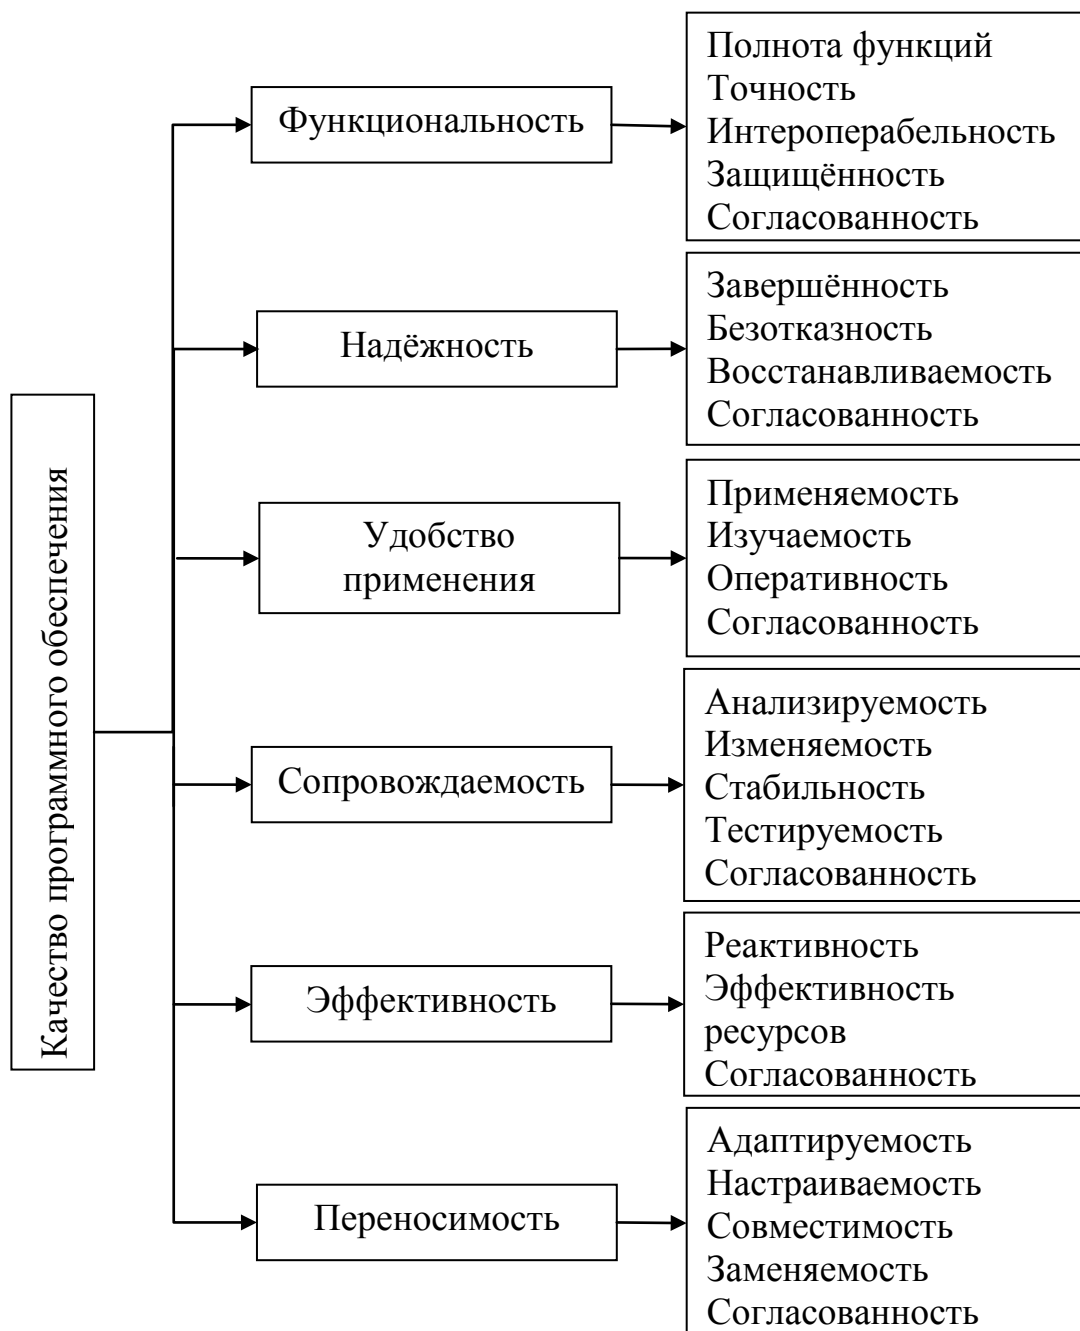 Качество программного обеспечения
Функциональность
Полнота функций
Точность
Интероперабельность
Защищённость
Согласованность
Надёжность
Завершённость
Безотказность
Восстанавливаемость
Согласованность
Удобство
применения
Применяемость
Изучаемость
Оперативность
Согласованность
Сопровождаемость
Анализируемость
Изменяемость
Стабильность
Тестируемость
Согласованность
Эффективность
Реактивность
Эффективность
ресурсов
Согласованность
Переносимость
Адаптируемость
Настраиваемость
Совместимость
Заменяемость
Согласованность